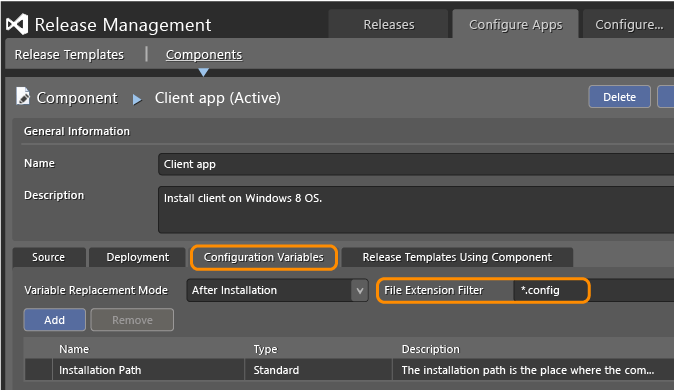 Release Management
Releases
Configure Apps
Configure...
Release Templates
Components
Component
Client app (Active)
Delete
General Information
Name
Client app
Description
Install client on Windows 8 OS.
Source
Deployment
Configuration Variables
Release Templates Using Component
Variable Replacement Mode
After Installation
File Extension Filter
*.config
Add
Remove
Name Type Description
Installation Path Standard The installation path is the place where the com...